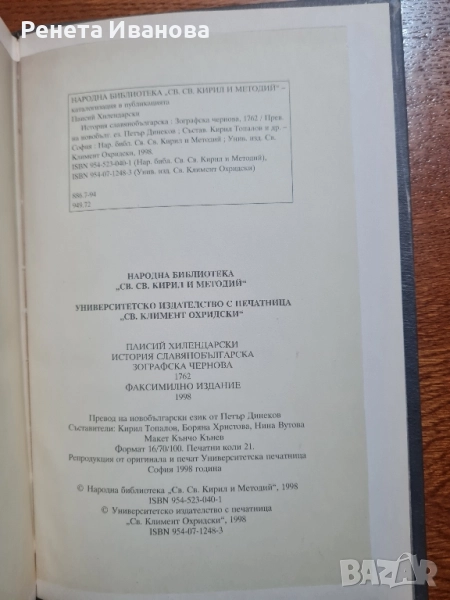 Ренета Иванова
НАРОДНА БИБЛИОТЕКА „СВ. СВ. КИРИЛ И МЕТОДИЙ“ –
каталогизация в публикацията
Паисий Хилендарски
История славянобългарска : Зографска чернова, 1762 / Прев.
на новобълг. ез. Петър Динеков ; Състав. Кирил Топалов и др. –
София : Нар. библ. Св. Св. Кирил и Методий ; Унив. изд. Св.
Климент Охридски, 1998.
ISBN 954-523-040-1 (Нар. библ. Св. Св. Кирил и Методий),
ISBN 954-07-1248-3 (Унив. изд. Св. Климент Охридски)
886.7-94
949.72
НАРОДНА БИБЛИОТЕКА
„СВ. СВ. КИРИЛ И МЕТОДИЙ“
УНИВЕРСИТЕТСКО ИЗДАТЕЛСТВО С ПЕЧАТНИЦА
„СВ. КЛИМЕНТ ОХРИДСКИ“
ПАИСИЙ ХИЛЕНДАРСКИ
ИСТОРИЯ СЛАВЯНОБЪЛГАРСКА
ЗОГРАФСКА ЧЕРНОВА
1762
ФАКСИМИЛНО ИЗДАНИЕ
1998
Превод на новобългарски език от Петър Динеков
Съставители: Кирил Топалов, Боряна Христова, Нина Вутова
Макет Кънчо Кънев
Формат 16/70/100. Печатни коли 21.
Репродукция от оригинала и печат Университетска печатница
София 1998 година
© Народна библиотека „Св. Св. Кирил и Методий“, 1998
ISBN 954-523-040-1
© Университетско издателство с печатница
„Св. Климент Охридски“, 1998
ISBN 954-07-1248-3
BAZAR